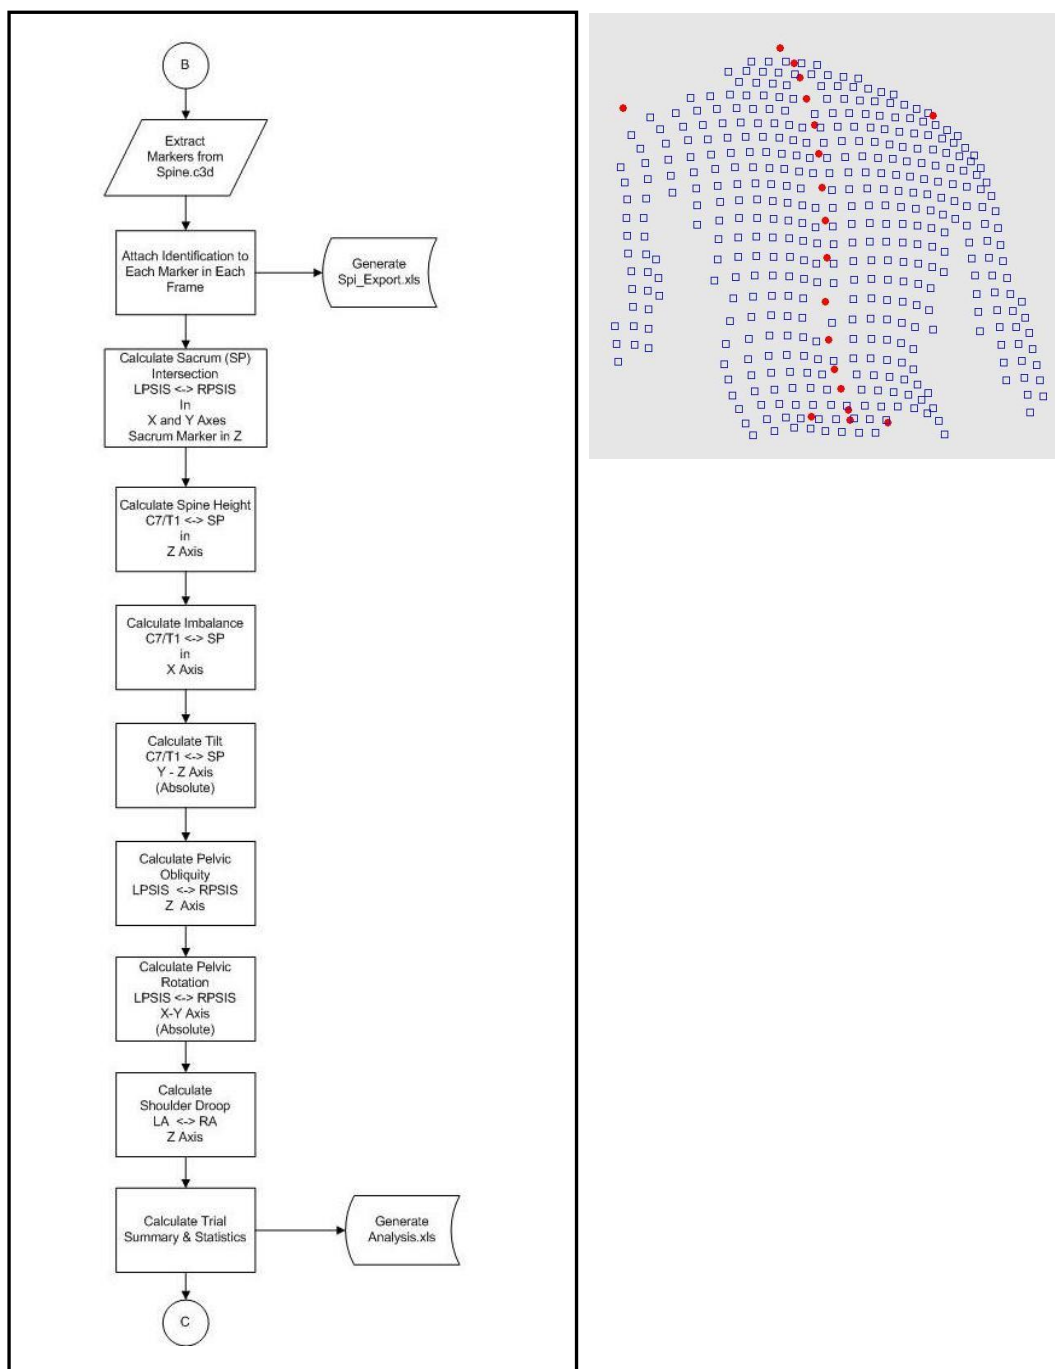 B
Extract
Markers from
Spine.c3d
Attach Identification to
Each Marker in Each
Frame
Generate
Spi_Export.xls
Calculate Sacrum (SP)
Intersection
LPSIS <-> RPSIS
In
X and Y Axes
Sacrum Marker in Z
Calculate Spine Height
C7/T1 <-> SP
in
Z Axis
Calculate Imbalance
C7/T1 <-> SP
in
X Axis
Calculate Tilt
C7/T1 <-> SP
Y - Z Axis
(Absolute)
Calculate Pelvic
Obliquity
LPSIS <-> RPSIS
Z Axis
Calculate Pelvic
Rotation
LPSIS <-> RPSIS
X-Y Axis
(Absolute)
Calculate
Shoulder Droop
LA <-> RA
Z Axis
Calculate Trial
Summary & Statistics
Generate
Analysis.xls
C